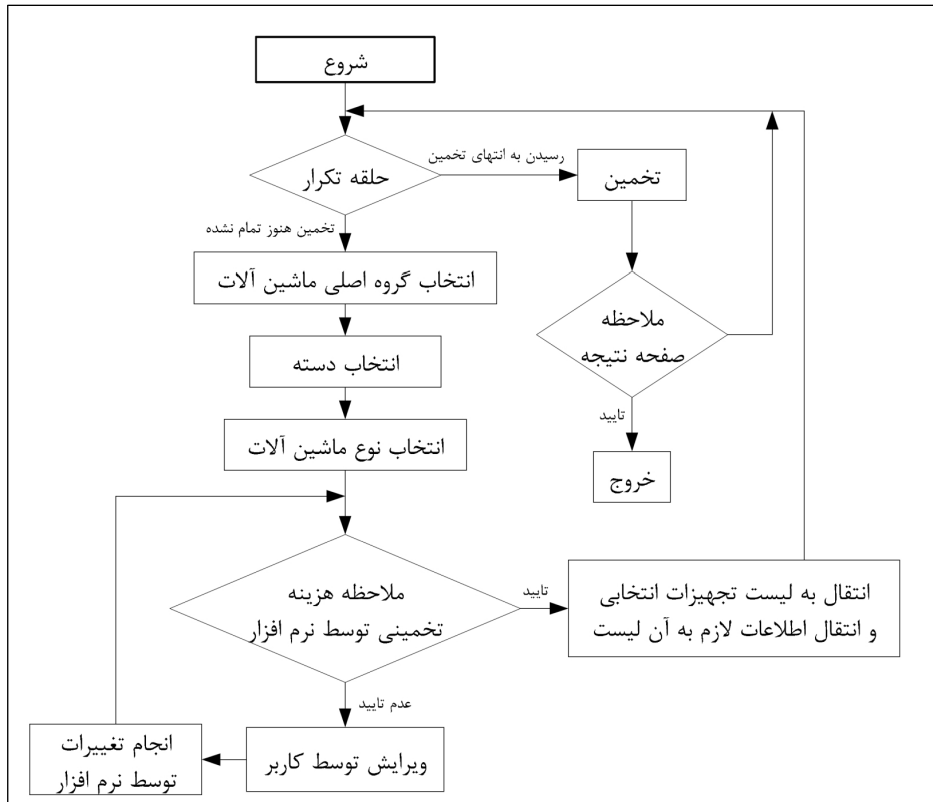 شروع
حلقه تکرار
رسیدن به انتهای تخمین
تخمین
تخمین هنوز تمام نشده
انتخاب گروه اصلی ماشین آلات
ملاحظه
صفحه نتیجه
انتخاب دسته
تایید
انتخاب نوع ماشین آلات
خروج
ملاحظه هزینه
تخمینی توسط نرم افزار
تایید
انتقال به لیست تجهیزات انتخابی
و انتقال اطلاعات لازم به آن لیست
عدم تایید
ویرایش توسط کاربر
انجام تغییرات
توسط نرم افزار